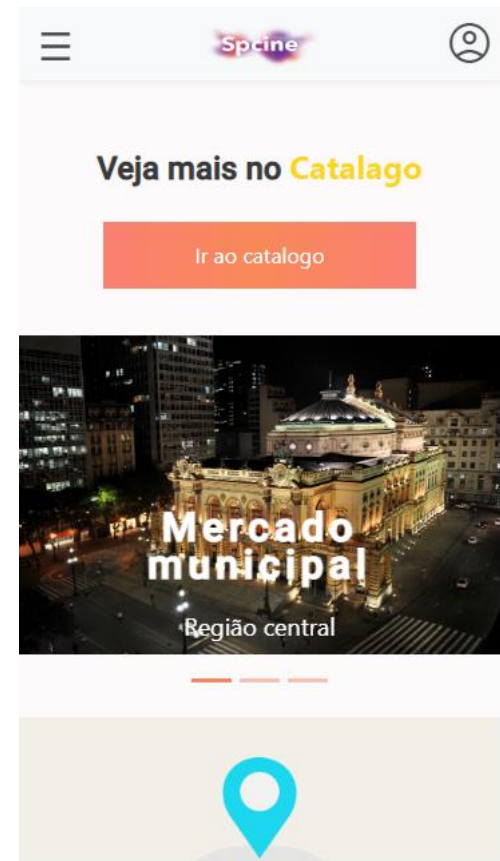 Spcine
Veja mais no Catalago
Ir ao catalogo
Mercado
municipal
Região central